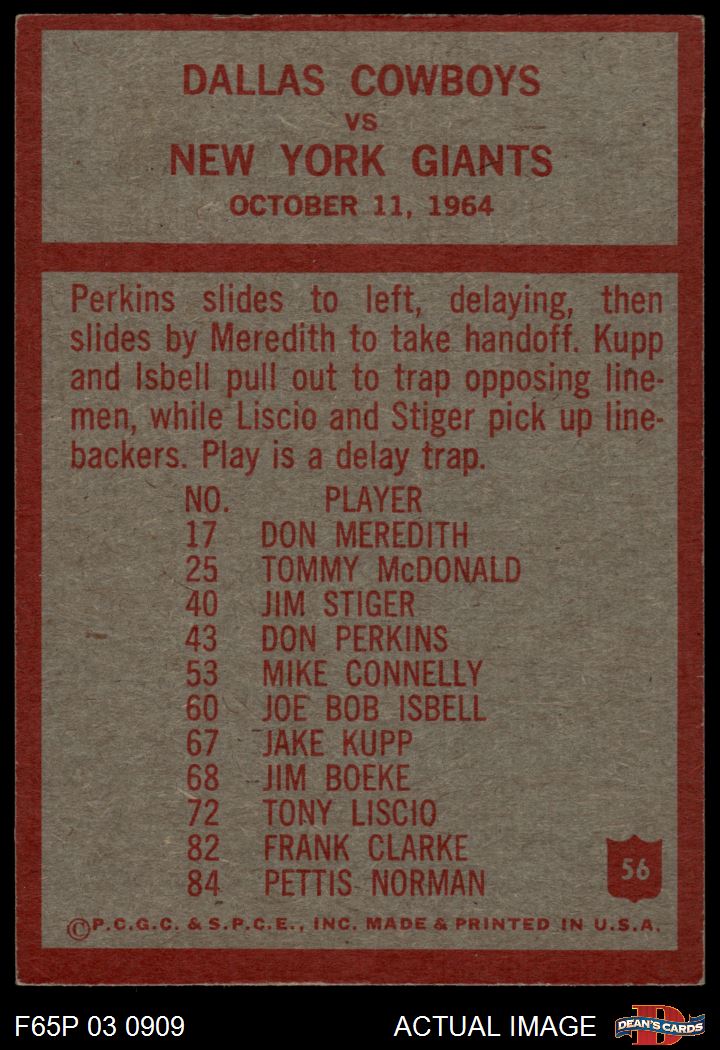 DALLAS COWBOYS
VS
NEW YORK GIANTS
OCTOBER 11, 1964
Perkins slides to left, delaying, then
slides by Meredith to take handoff. Kupp
and Isbell pull out to trap opposing line-
men, while Liscio and Stiger pick up line-
backers. Play is a delay trap.
NO. PLAYER
17 DON MEREDITH
25 TOMMY McDONALD
40 JIM STIGER
43 DON PERKINS
53 MIKE CONNELLY
60 JOE BOB ISBELL
67 JAKE KUPP
68 JIM BOEKE
72 TONY LISCIO
82 FRANK CLARKE
84 PETTIS NORMAN
56
©P.C.G.C. & S.P.C.E., INC. MADE & PRINTED IN U.S.A.
F65P 03 0909 ACTUAL IMAGE D DEAN'S CARDS